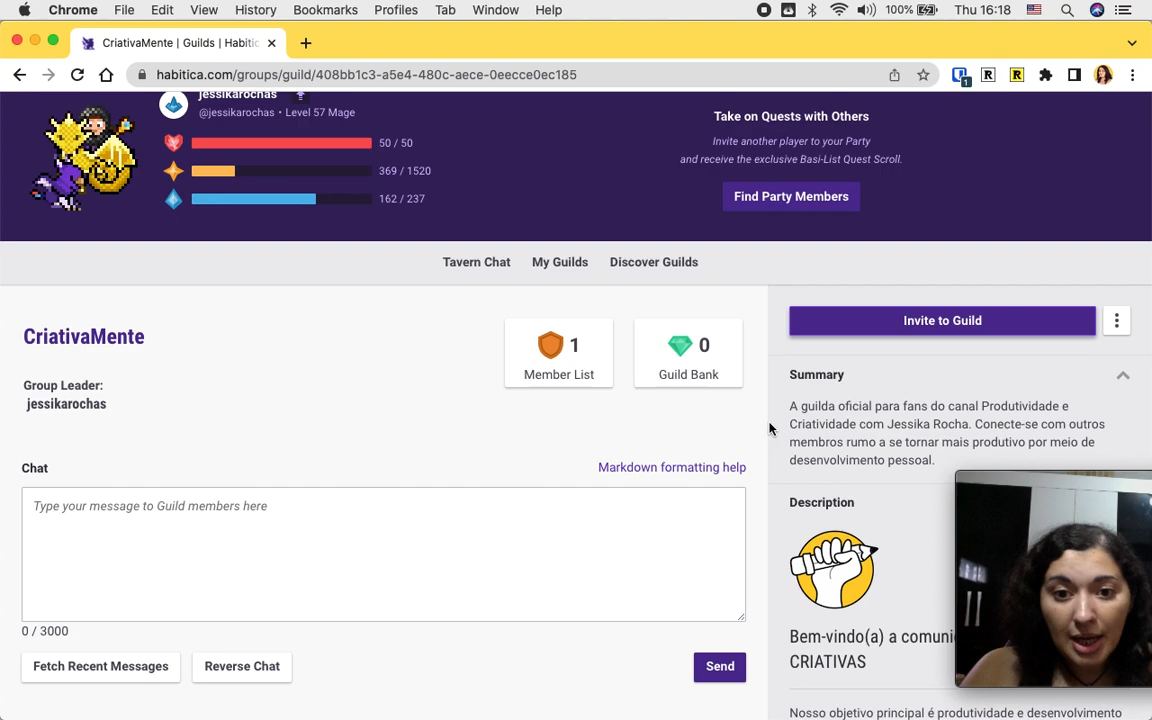 Chrome File Edit View History Bookmarks Profiles Tab Window Help 100% Thu 16:18
CriativaMente | Guilds | Habitic
habitica.com/groups/guild/408bb1c3-a5e4-480c-aece-0eecce0ec185
1
R
R
jessikarochas
@jessikarochas • Level 57 Mage
50 / 50
369 / 1520
162 / 237
Take on Quests with Others
Invite another player to your Party
and receive the exclusive Basi-List Quest Scroll.
Find Party Members
Tavern Chat My Guilds Discover Guilds
CriativaMente
Group Leader:
jessikarochas
1
Member List
0
Guild Bank
Chat
Markdown formatting help
Type your message to Guild members here
0 / 3000
Fetch Recent Messages
Reverse Chat
Send
Invite to Guild
Summary
A guilda oficial para fans do canal Produtividade e
Criatividade com Jessika Rocha. Conecte-se com outros
membros rumo a se tornar mais produtivo por meio de
desenvolvimento pessoal.
Description
Bem-vindo(a) a comuni
CRIATIVAS
Nosso objetivo principal é produtividade e desenvolvimento